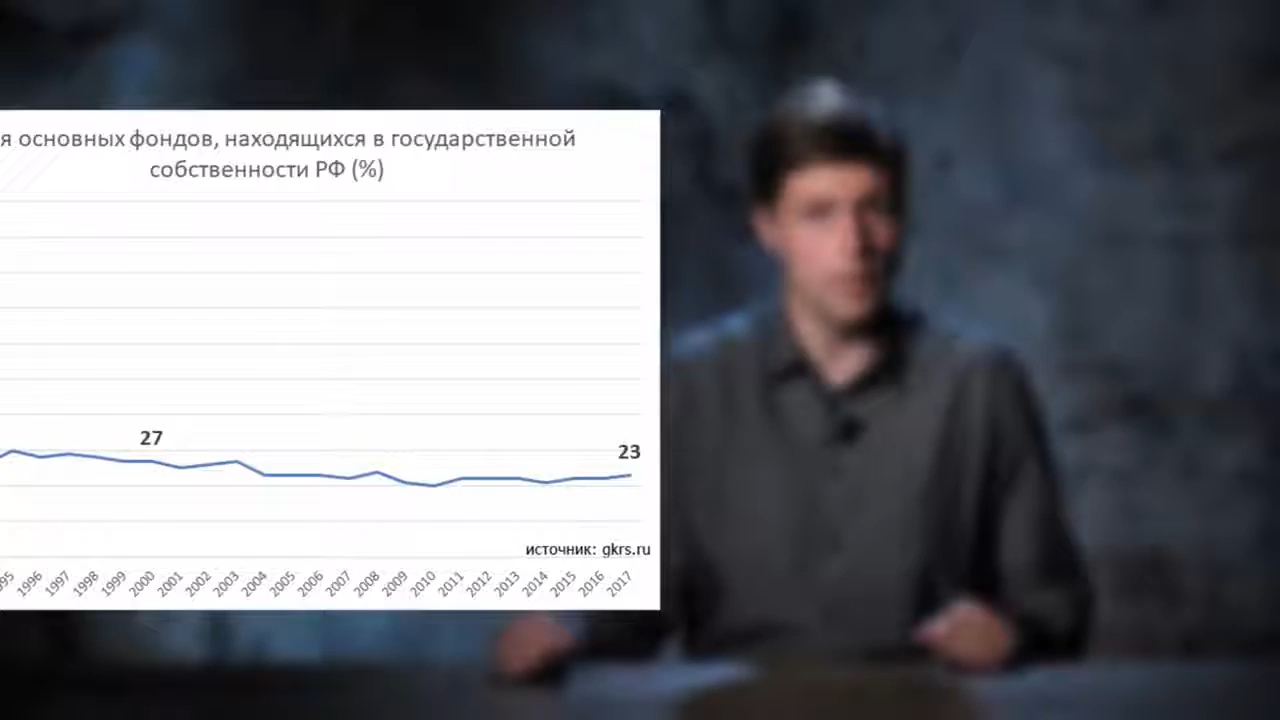 я основных фондов, находящихся в государственной
собственности РФ (%)
27
23
источник: gkrs.ru
95 1996 1997 1998 1999 2000 2001 2002 2003 2004 2005 2006 2007 2008 2009 2010 2011 2012 2013 2014 2015 2016 2017